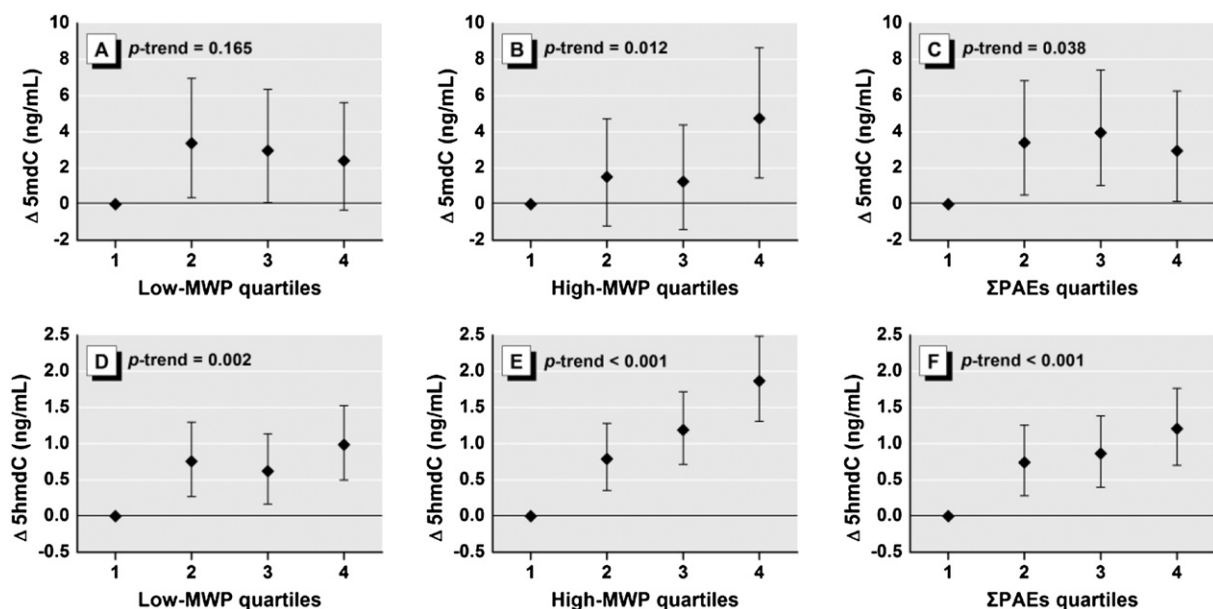 A p-trend = 0.165
Δ 5mdC (ng/mL)
10
8
6
4
2
0
-2
1 2 3 4
Low-MWP quartiles
B p-trend = 0.012
Δ 5mdC (ng/mL)
10
8
6
4
2
0
-2
1 2 3 4
High-MWP quartiles
C p-trend = 0.038
Δ 5mdC (ng/mL)
10
8
6
4
2
0
-2
1 2 3 4
ΣPAEs quartiles
D p-trend = 0.002
Δ 5hmdC (ng/mL)
2.5
2.0
1.5
1.0
0.5
0.0
-0.5
1 2 3 4
Low-MWP quartiles
E p-trend < 0.001
Δ 5hmdC (ng/mL)
2.5
2.0
1.5
1.0
0.5
0.0
-0.5
1 2 3 4
High-MWP quartiles
F p-trend < 0.001
Δ 5hmdC (ng/mL)
2.5
2.0
1.5
1.0
0.5
0.0
-0.5
1 2 3 4
ΣPAEs quartiles